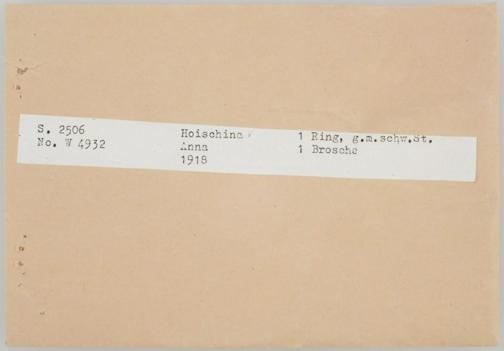 S. 2506 Hoischina 1 Ring, g.m.schw.St.
No. W 4932 Anna 1 Brosche
1918